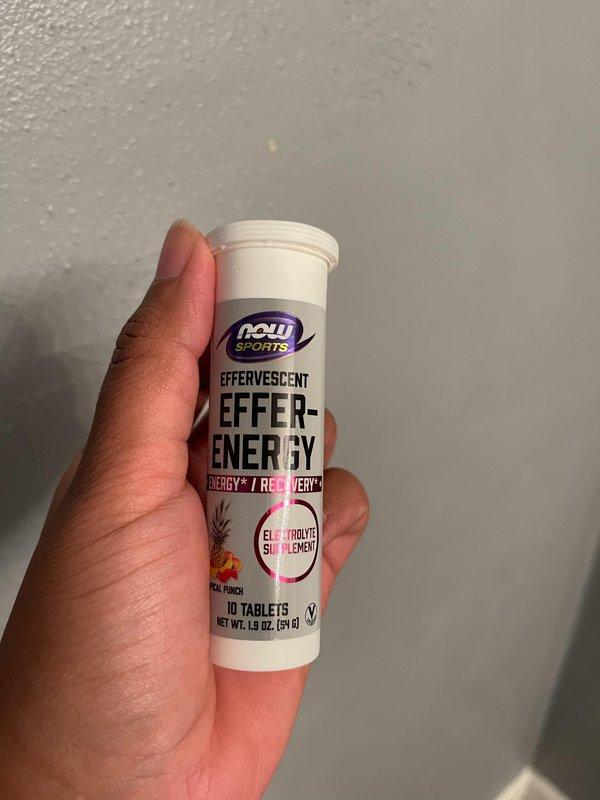 NOW
SPORTS
EFFERVESCENT
EFFER-
ENERGY
ENERGY* / RECOVERY*
ELECTROLYTE
SUPPLEMENT
PICAL PUNCH
10 TABLETS
NET WT. 1.9 OZ. (54 G)